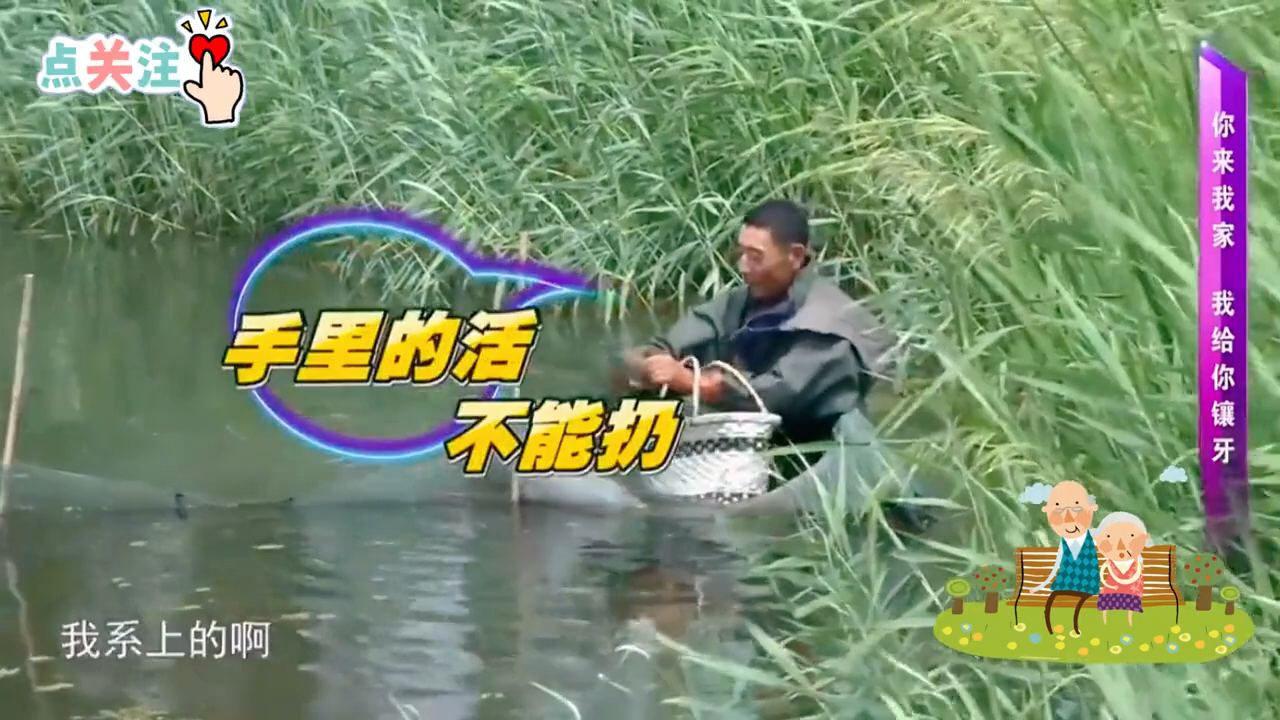 点关注
你来我家 我给你镶牙
手里的活
不能扔
我系上的啊